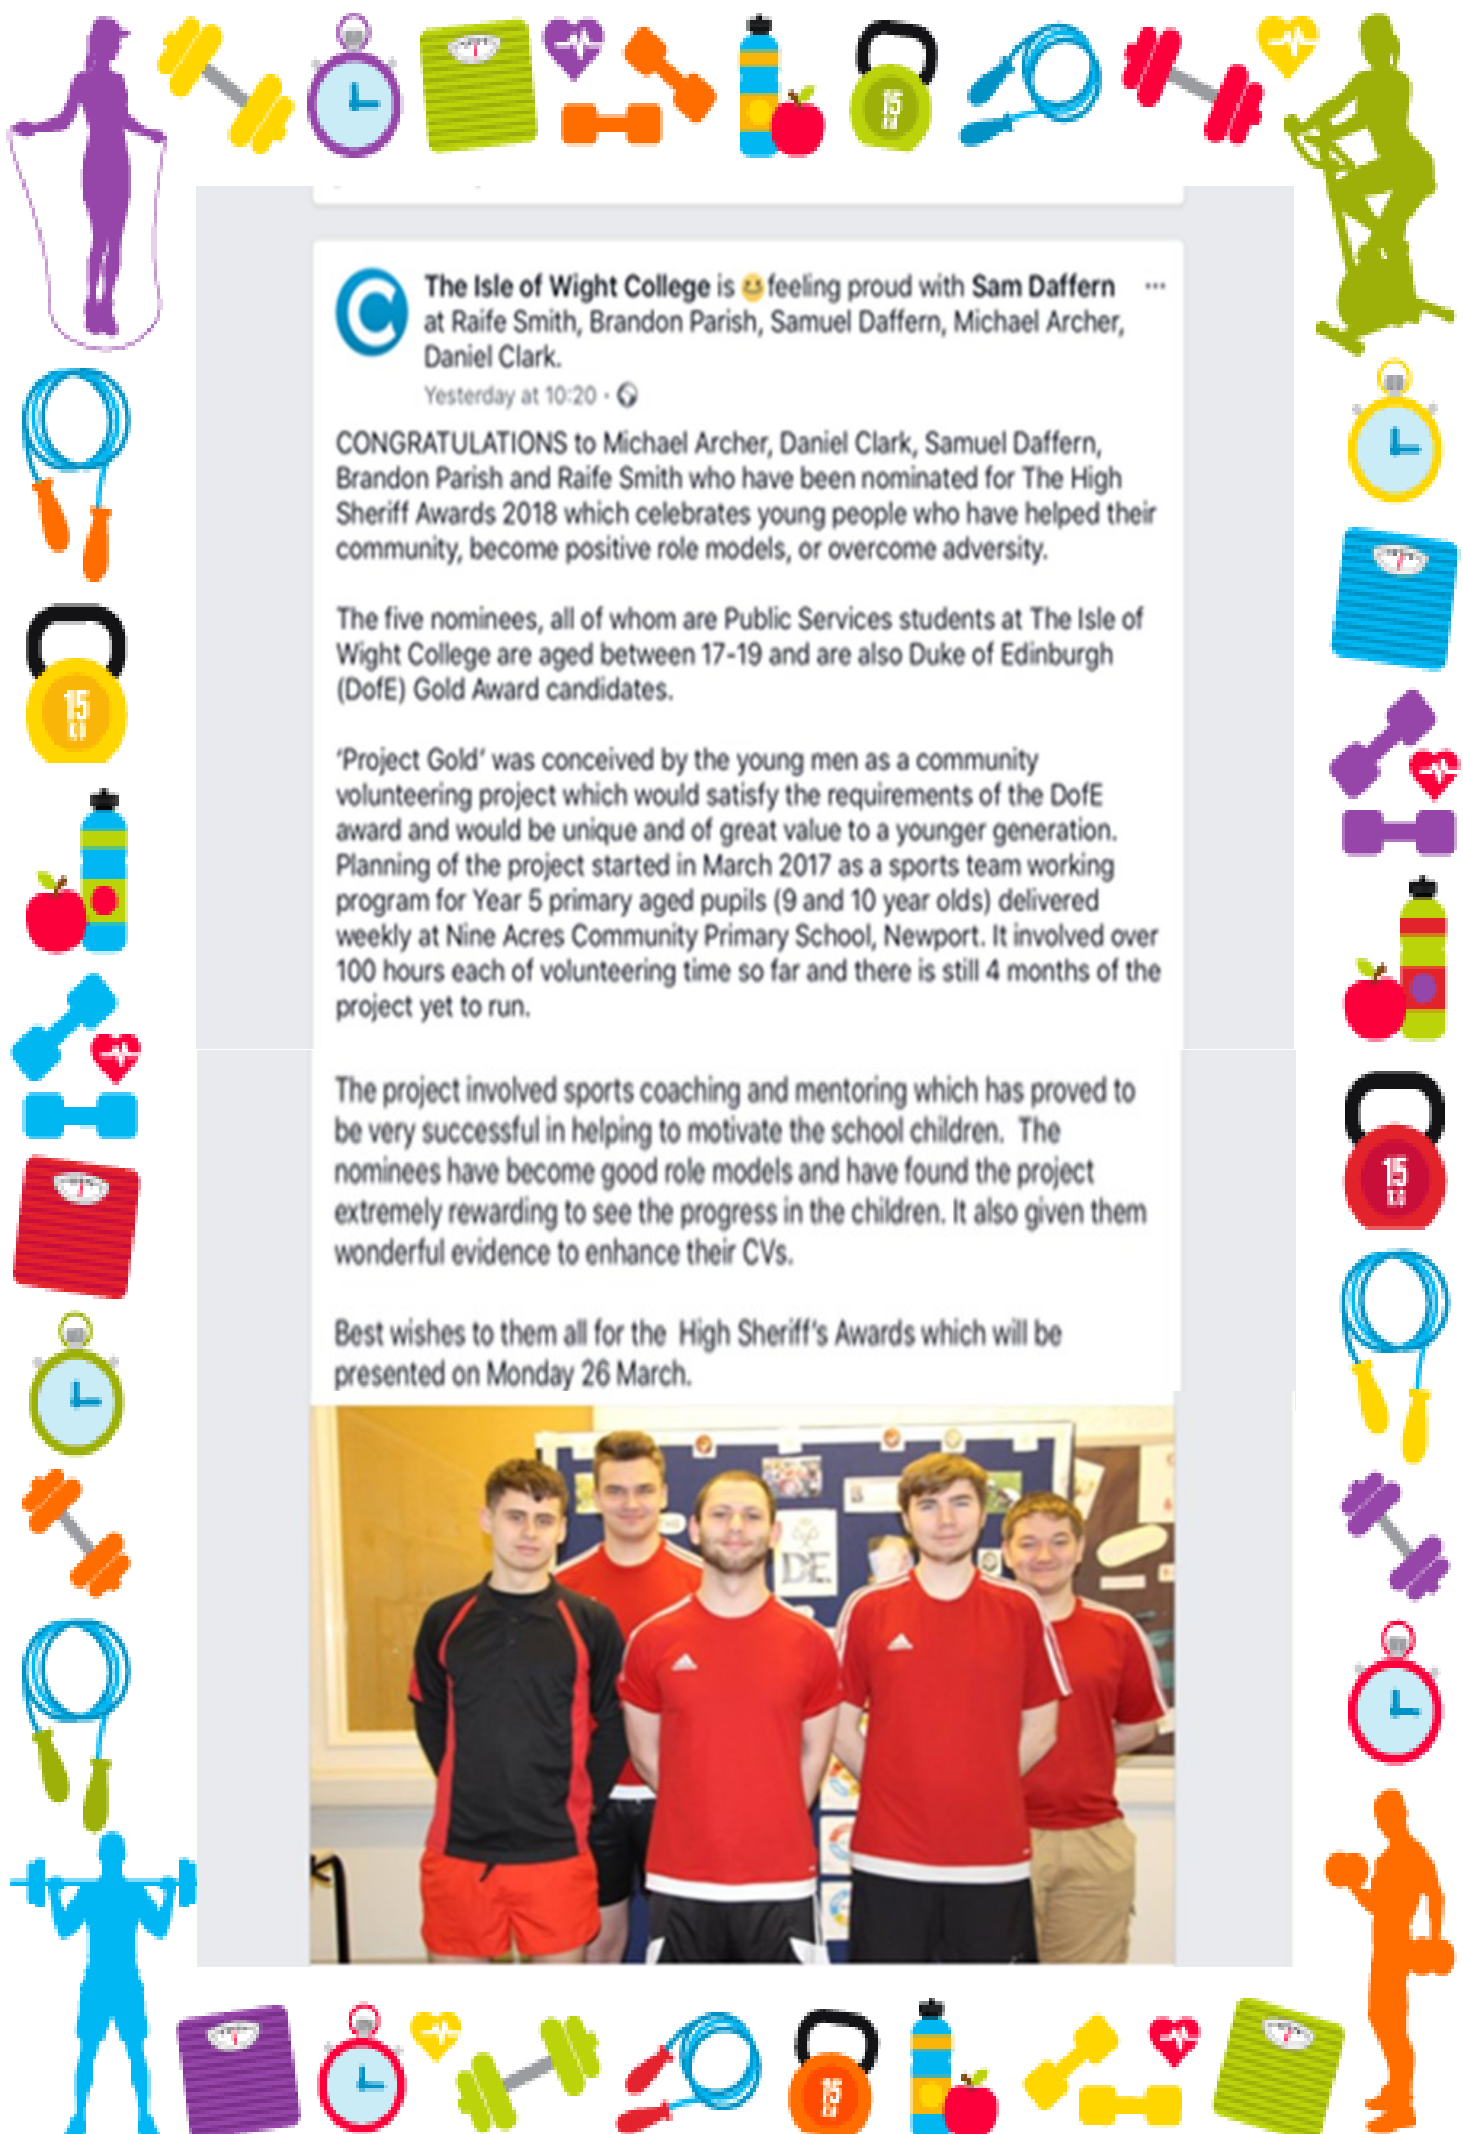 15
KG
The Isle of Wight College is 😀 feeling proud with Sam Daffern
at Raife Smith, Brandon Parish, Samuel Daffern, Michael Archer,
Daniel Clark.
Yesterday at 10:20 ·
CONGRATULATIONS to Michael Archer, Daniel Clark, Samuel Daffern,
Brandon Parish and Raife Smith who have been nominated for The High
Sheriff Awards 2018 which celebrates young people who have helped their
community, become positive role models, or overcome adversity.
The five nominees, all of whom are Public Services students at The Isle of
Wight College are aged between 17-19 and are also Duke of Edinburgh
(DofE) Gold Award candidates.
'Project Gold' was conceived by the young men as a community
volunteering project which would satisfy the requirements of the DofE
award and would be unique and of great value to a younger generation.
Planning of the project started in March 2017 as a sports team working
program for Year 5 primary aged pupils (9 and 10 year olds) delivered
weekly at Nine Acres Community Primary School, Newport. It involved over
100 hours each of volunteering time so far and there is still 4 months of the
project yet to run.
The project involved sports coaching and mentoring which has proved to
be very successful in helping to motivate the school children.  The
nominees have become good role models and have found the project
extremely rewarding to see the progress in the children. It also given them
wonderful evidence to enhance their CVs.
Best wishes to them all for the  High Sheriff's Awards which will be
presented on Monday 26 March.
15
KG
15
KG
DE
15
KG